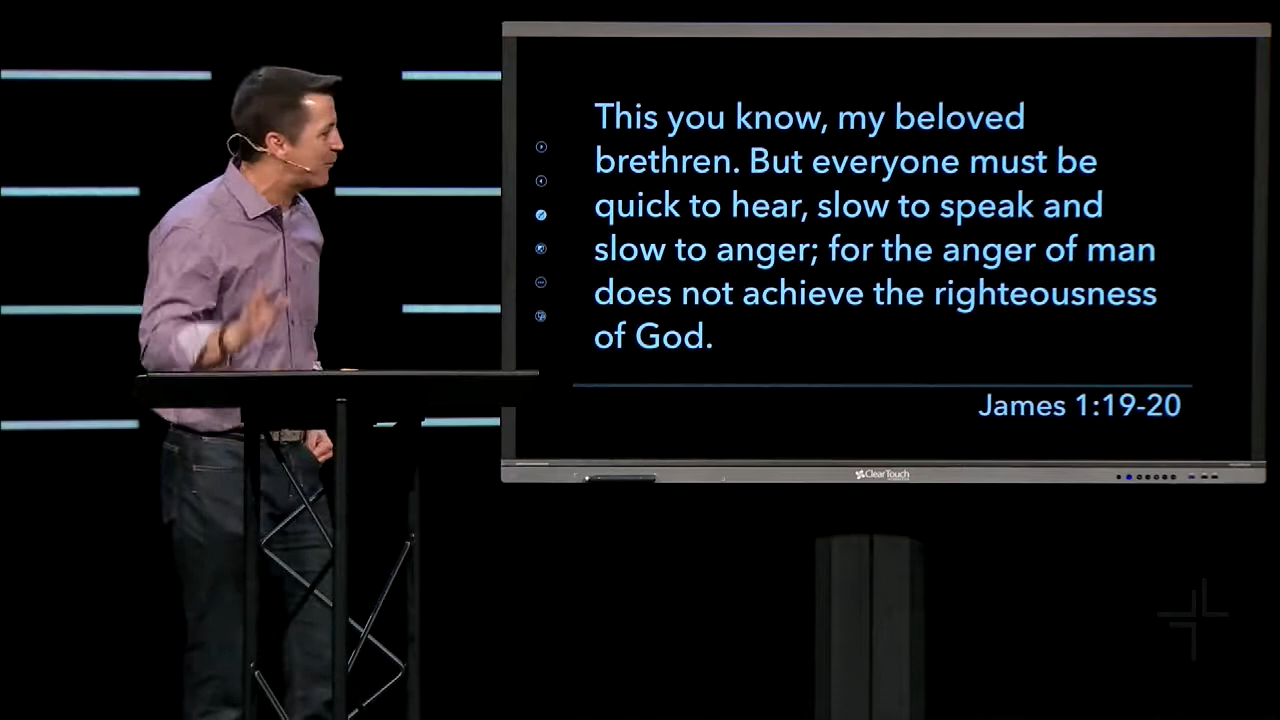 This you know, my beloved
brethren. But everyone must be
quick to hear, slow to speak and
slow to anger; for the anger of man
does not achieve the righteousness
of God.
James 1:19-20
ClearTouch